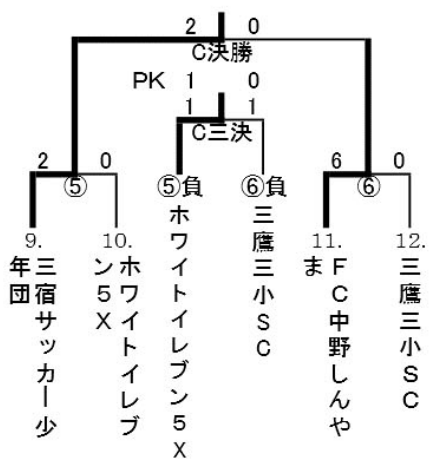 2 0
C決勝
PK 1 0
1 1
C三決
2 0 6 0
⑤ ⑤負 ⑥負 ⑥
9. 10. 11. 12.
三宿サッカー少
年団
ホワイトイレブ
ン5X
ホワイトイレブン5X
三鷹三小SC
FC中野しんや
ま
三鷹三小SC